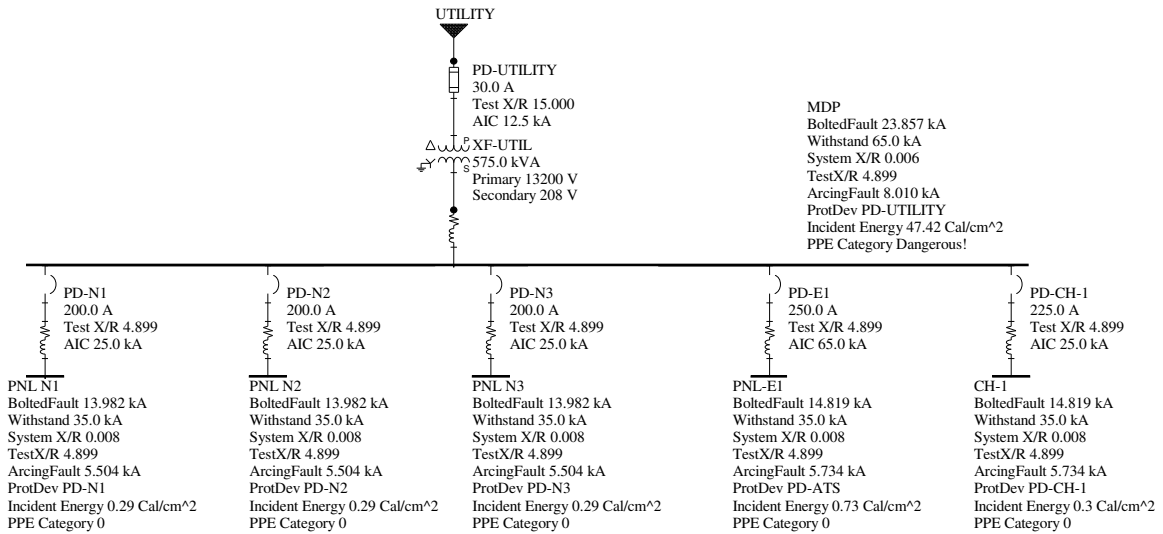 UTILITY
PD-UTILITY
30.0 A
Test X/R 15.000
AIC 12.5 kA
P
XF-UTIL
S
575.0 kVA
Primary 13200 V
Secondary 208 V
MDP
BoltedFault 23.857 kA
Withstand 65.0 kA
System X/R 0.006
TestX/R 4.899
ArcingFault 8.010 kA
ProtDev PD-UTILITY
Incident Energy 47.42 Cal/cm^2
PPE Category Dangerous!
PD-N1
200.0 A
Test X/R 4.899
AIC 25.0 kA
PD-N2
200.0 A
Test X/R 4.899
AIC 25.0 kA
PD-N3
200.0 A
Test X/R 4.899
AIC 25.0 kA
PD-E1
250.0 A
Test X/R 4.899
AIC 65.0 kA
PD-CH-1
225.0 A
Test X/R 4.899
AIC 25.0 kA
PNL N1
BoltedFault 13.982 kA
Withstand 35.0 kA
System X/R 0.008
TestX/R 4.899
ArcingFault 5.504 kA
ProtDev PD-N1
Incident Energy 0.29 Cal/cm^2
PPE Category 0
PNL N2
BoltedFault 13.982 kA
Withstand 35.0 kA
System X/R 0.008
TestX/R 4.899
ArcingFault 5.504 kA
ProtDev PD-N2
Incident Energy 0.29 Cal/cm^2
PPE Category 0
PNL N3
BoltedFault 13.982 kA
Withstand 35.0 kA
System X/R 0.008
TestX/R 4.899
ArcingFault 5.504 kA
ProtDev PD-N3
Incident Energy 0.29 Cal/cm^2
PPE Category 0
PNL-E1
BoltedFault 14.819 kA
Withstand 35.0 kA
System X/R 0.008
TestX/R 4.899
ArcingFault 5.734 kA
ProtDev PD-ATS
Incident Energy 0.73 Cal/cm^2
PPE Category 0
CH-1
BoltedFault 14.819 kA
Withstand 35.0 kA
System X/R 0.008
TestX/R 4.899
ArcingFault 5.734 kA
ProtDev PD-CH-1
Incident Energy 0.3 Cal/cm^2
PPE Category 0